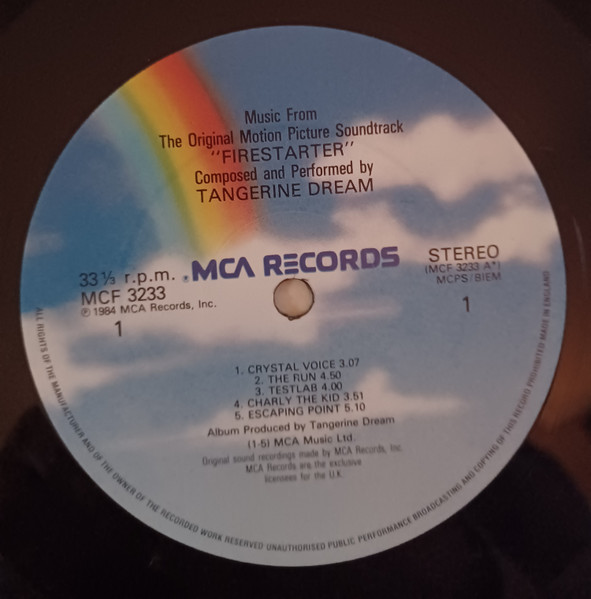 Music From
The Original Motion Picture Soundtrack
"FIRESTARTER"
Composed and Performed by
TANGERINE DREAM
MCA RECORDS
33⅓ r.p.m.
MCF 3233
℗ 1984 MCA Records, Inc.
1
STEREO
(MCF 3233 A*)
MCPS/BIEM
1
1. CRYSTAL VOICE 3.07
2. THE RUN 4.50
3. TESTLAB 4.00
4. CHARLY THE KID 3.51
5. ESCAPING POINT 5.10
Album Produced by Tangerine Dream
(1-5) MCA Music Ltd.
Original sound recordings made by MCA Records, Inc.
MCA Records are the exclusive
licensees for the U.K.
ALL RIGHTS OF THE MANUFACTURER AND OF THE OWNER OF THE RECORDED WORK RESERVED UNAUTHORISED PUBLIC PERFORMANCE BROADCASTING AND COPYING OF THIS RECORD PROHIBITED MADE IN ENGLAND